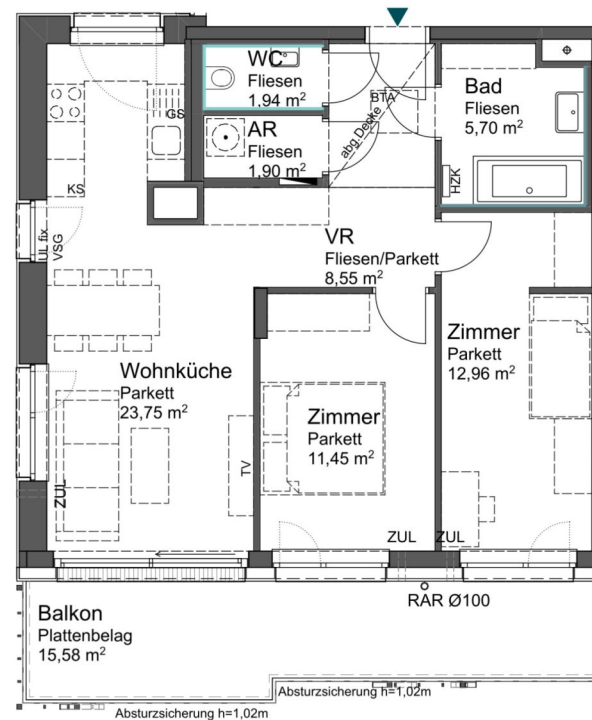 WC
Fliesen
1,94 m²
AR
Fliesen
1,90 m²
BTA
abg Decke
Bad
Fliesen
5,70 m²
HZK
GS
KS
UL fix
VSG
VR
Fliesen/Parkett
8,55 m²
Wohnküche
Parkett
23,75 m²
TV
ZUL
Zimmer
Parkett
11,45 m²
ZUL
Zimmer
Parkett
12,96 m²
ZUL
RAR Ø100
Balkon
Plattenbelag
15,58 m²
Absturzsicherung h=1,02m
Absturzsicherung h=1,02m